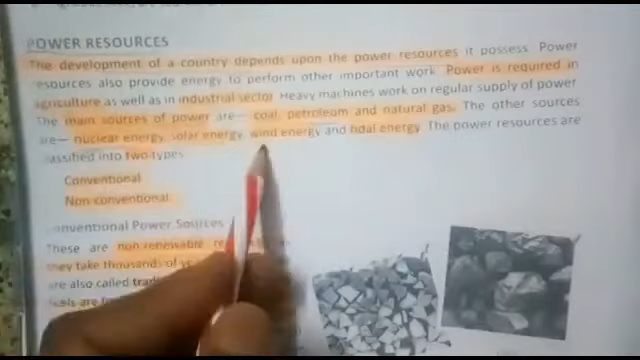 POWER RESOURCES
The development of a country depends upon the power resources it possess. Power
resources also provide energy to perform other important work. Power is required in
agriculture as well as in industrial sector. Heavy machines work on regular supply of power
The main sources of power are— coal, petroleum and natural gas. The other sources
are— nuclear energy, solar energy, wind energy and tidal energy. The power resources are
classified into two types
Conventional
Non-conventional
Conventional Power Sources
These are non-renewable
they take thousands of
are also called
fuels are